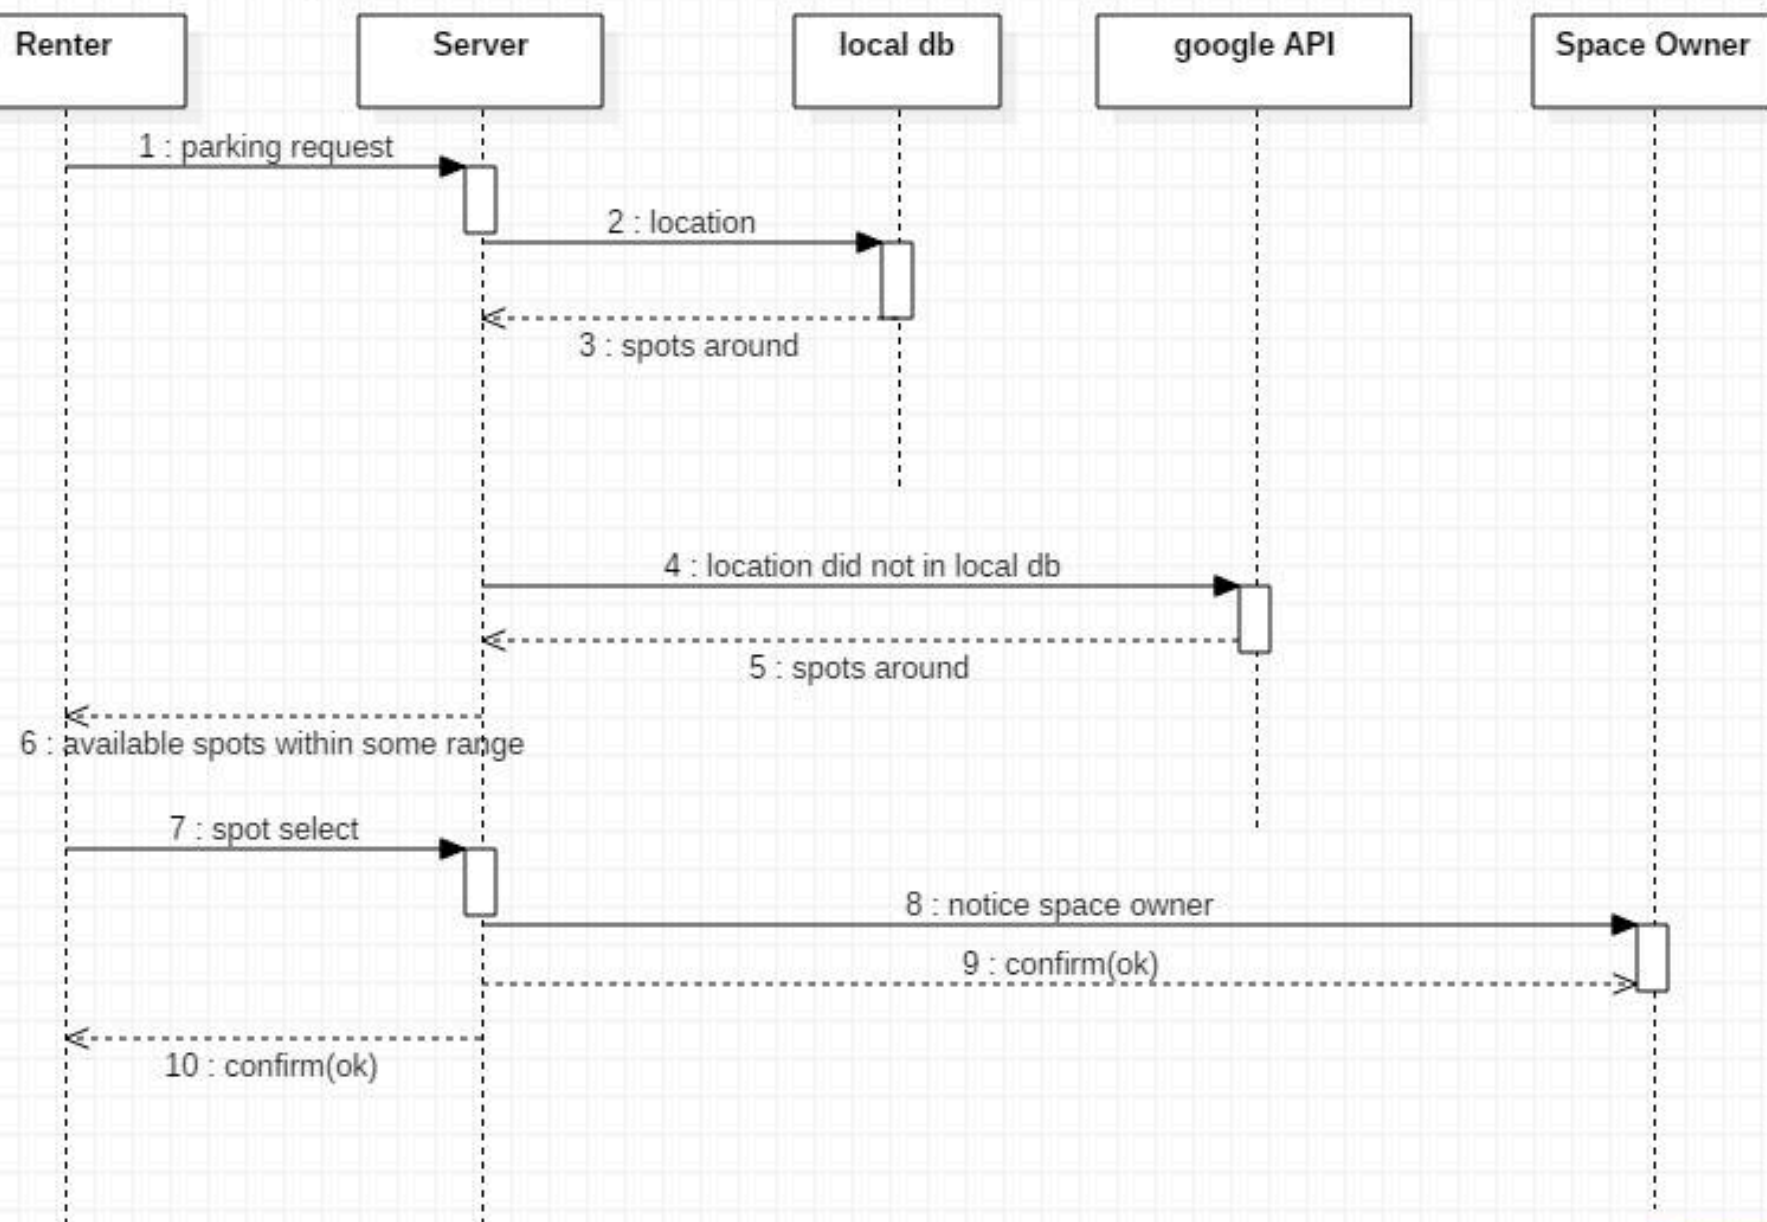 Renter
Server
local db
google API
Space Owner
1 : parking request
2 : location
3 : spots around
4 : location did not in local db
5 : spots around
6 : available spots within some range
7 : spot select
8 : notice space owner
9 : confirm(ok)
10 : confirm(ok)